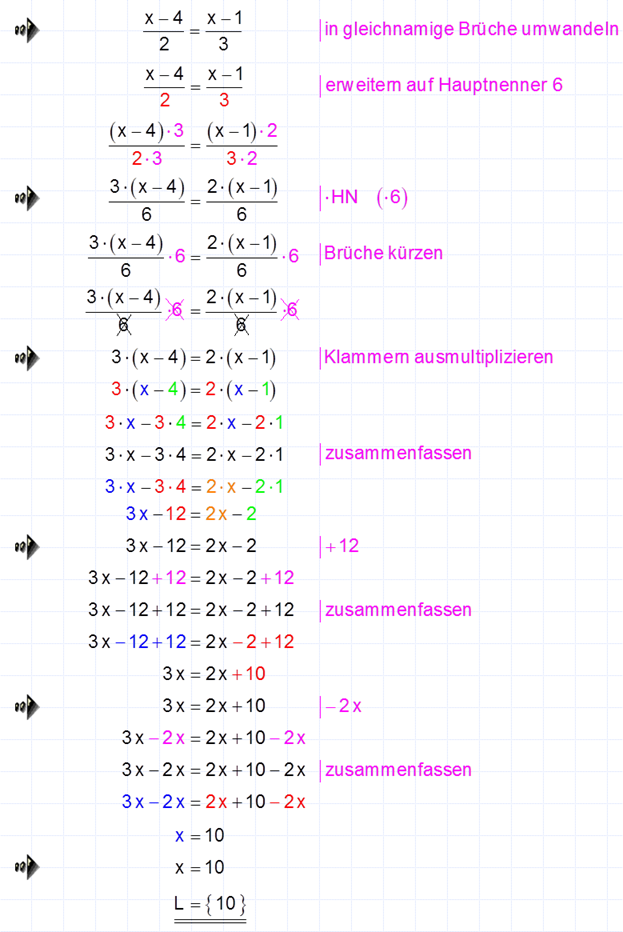 (x − 4)/2 = (x − 1)/3 |in gleichnamige Brüche umwandeln
(x − 4)/2 = (x − 1)/3 |erweitern auf Hauptnenner 6
((x − 4)·3)/(2·3) = ((x − 1)·2)/(3·2)
(3·(x − 4))/6 = (2·(x − 1))/6 |·HN (·6)
(3·(x − 4))/6 ·6 = (2·(x − 1))/6 ·6 |Brüche kürzen
(3·(x − 4))/6 ·6 = (2·(x − 1))/6 ·6
3·(x − 4) = 2·(x − 1) |Klammern ausmultiplizieren
3·(x − 4) = 2·(x − 1)
3·x − 3·4 = 2·x − 2·1
3·x − 3·4 = 2·x − 2·1 |zusammenfassen
3·x − 3·4 = 2·x − 2·1
3x − 12 = 2x − 2
3x − 12 = 2x − 2 |+12
3x − 12 + 12 = 2x − 2 + 12
3x − 12 + 12 = 2x − 2 + 12 |zusammenfassen
3x − 12 + 12 = 2x − 2 + 12
3x = 2x + 10
3x = 2x + 10 |− 2x
3x − 2x = 2x + 10 − 2x
3x − 2x = 2x + 10 − 2x |zusammenfassen
3x − 2x = 2x + 10 − 2x
x = 10
x = 10
L = {10}